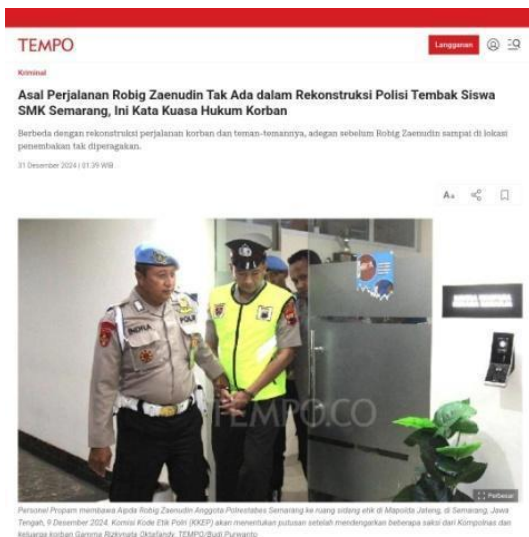 TEMPO
Langganan
Kriminal
Asal Perjalanan Robig Zaenudin Tak Ada dalam Rekonstruksi Polisi Tembak Siswa
SMK Semarang, Ini Kata Kuasa Hukum Korban
Berbeda dengan rekonstruksi perjalanan korban dan teman-temannya, adegan sebelum Robig Zaenudin sampai di lokasi
penembakan tak diperagakan.
31 Desember 2024 | 01.39 WIB
INDRA
TEMPO.CO
Perbesar
Personel Propam membawa Aipda Robig Zaenudin Anggota Polrestabes Semarang ke ruang sidang etik di Mapolda Jateng, di Semarang, Jawa
Tengah, 9 Desember 2024. Komisi Kode Etik Polri (KKEP) akan menentukan putusan setelah mendengarkan beberapa saksi dari Kompolnas dan
keluarga korban Gamma Rizkynata Oktafandy. TEMPO/Budi Purwanto